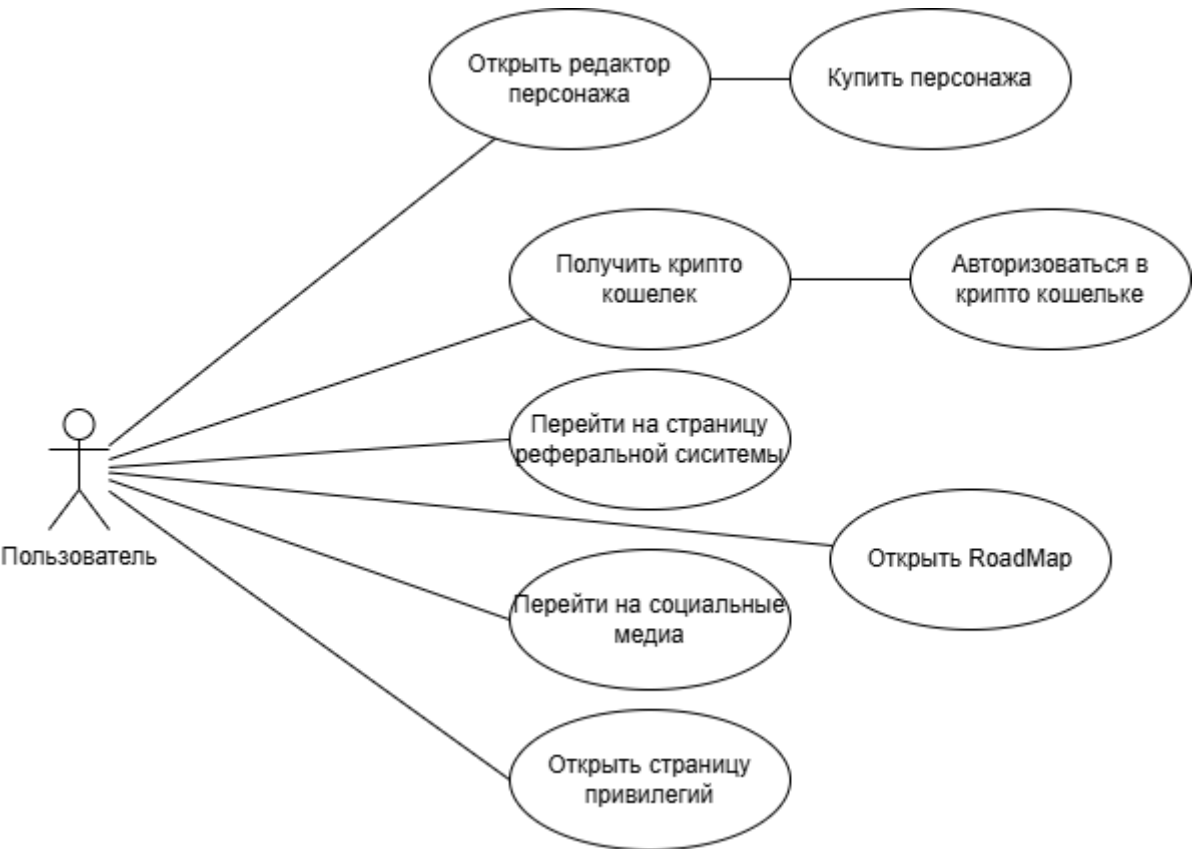 Открыть редактор
персонажа
Купить персонажа
Получить крипто
кошелек
Авторизоваться в
крипто кошельке
Перейти на страницу
реферальной сиситемы
Пользователь
Открыть RoadMap
Перейти на социальные
медиа
Открыть страницу
привилегий